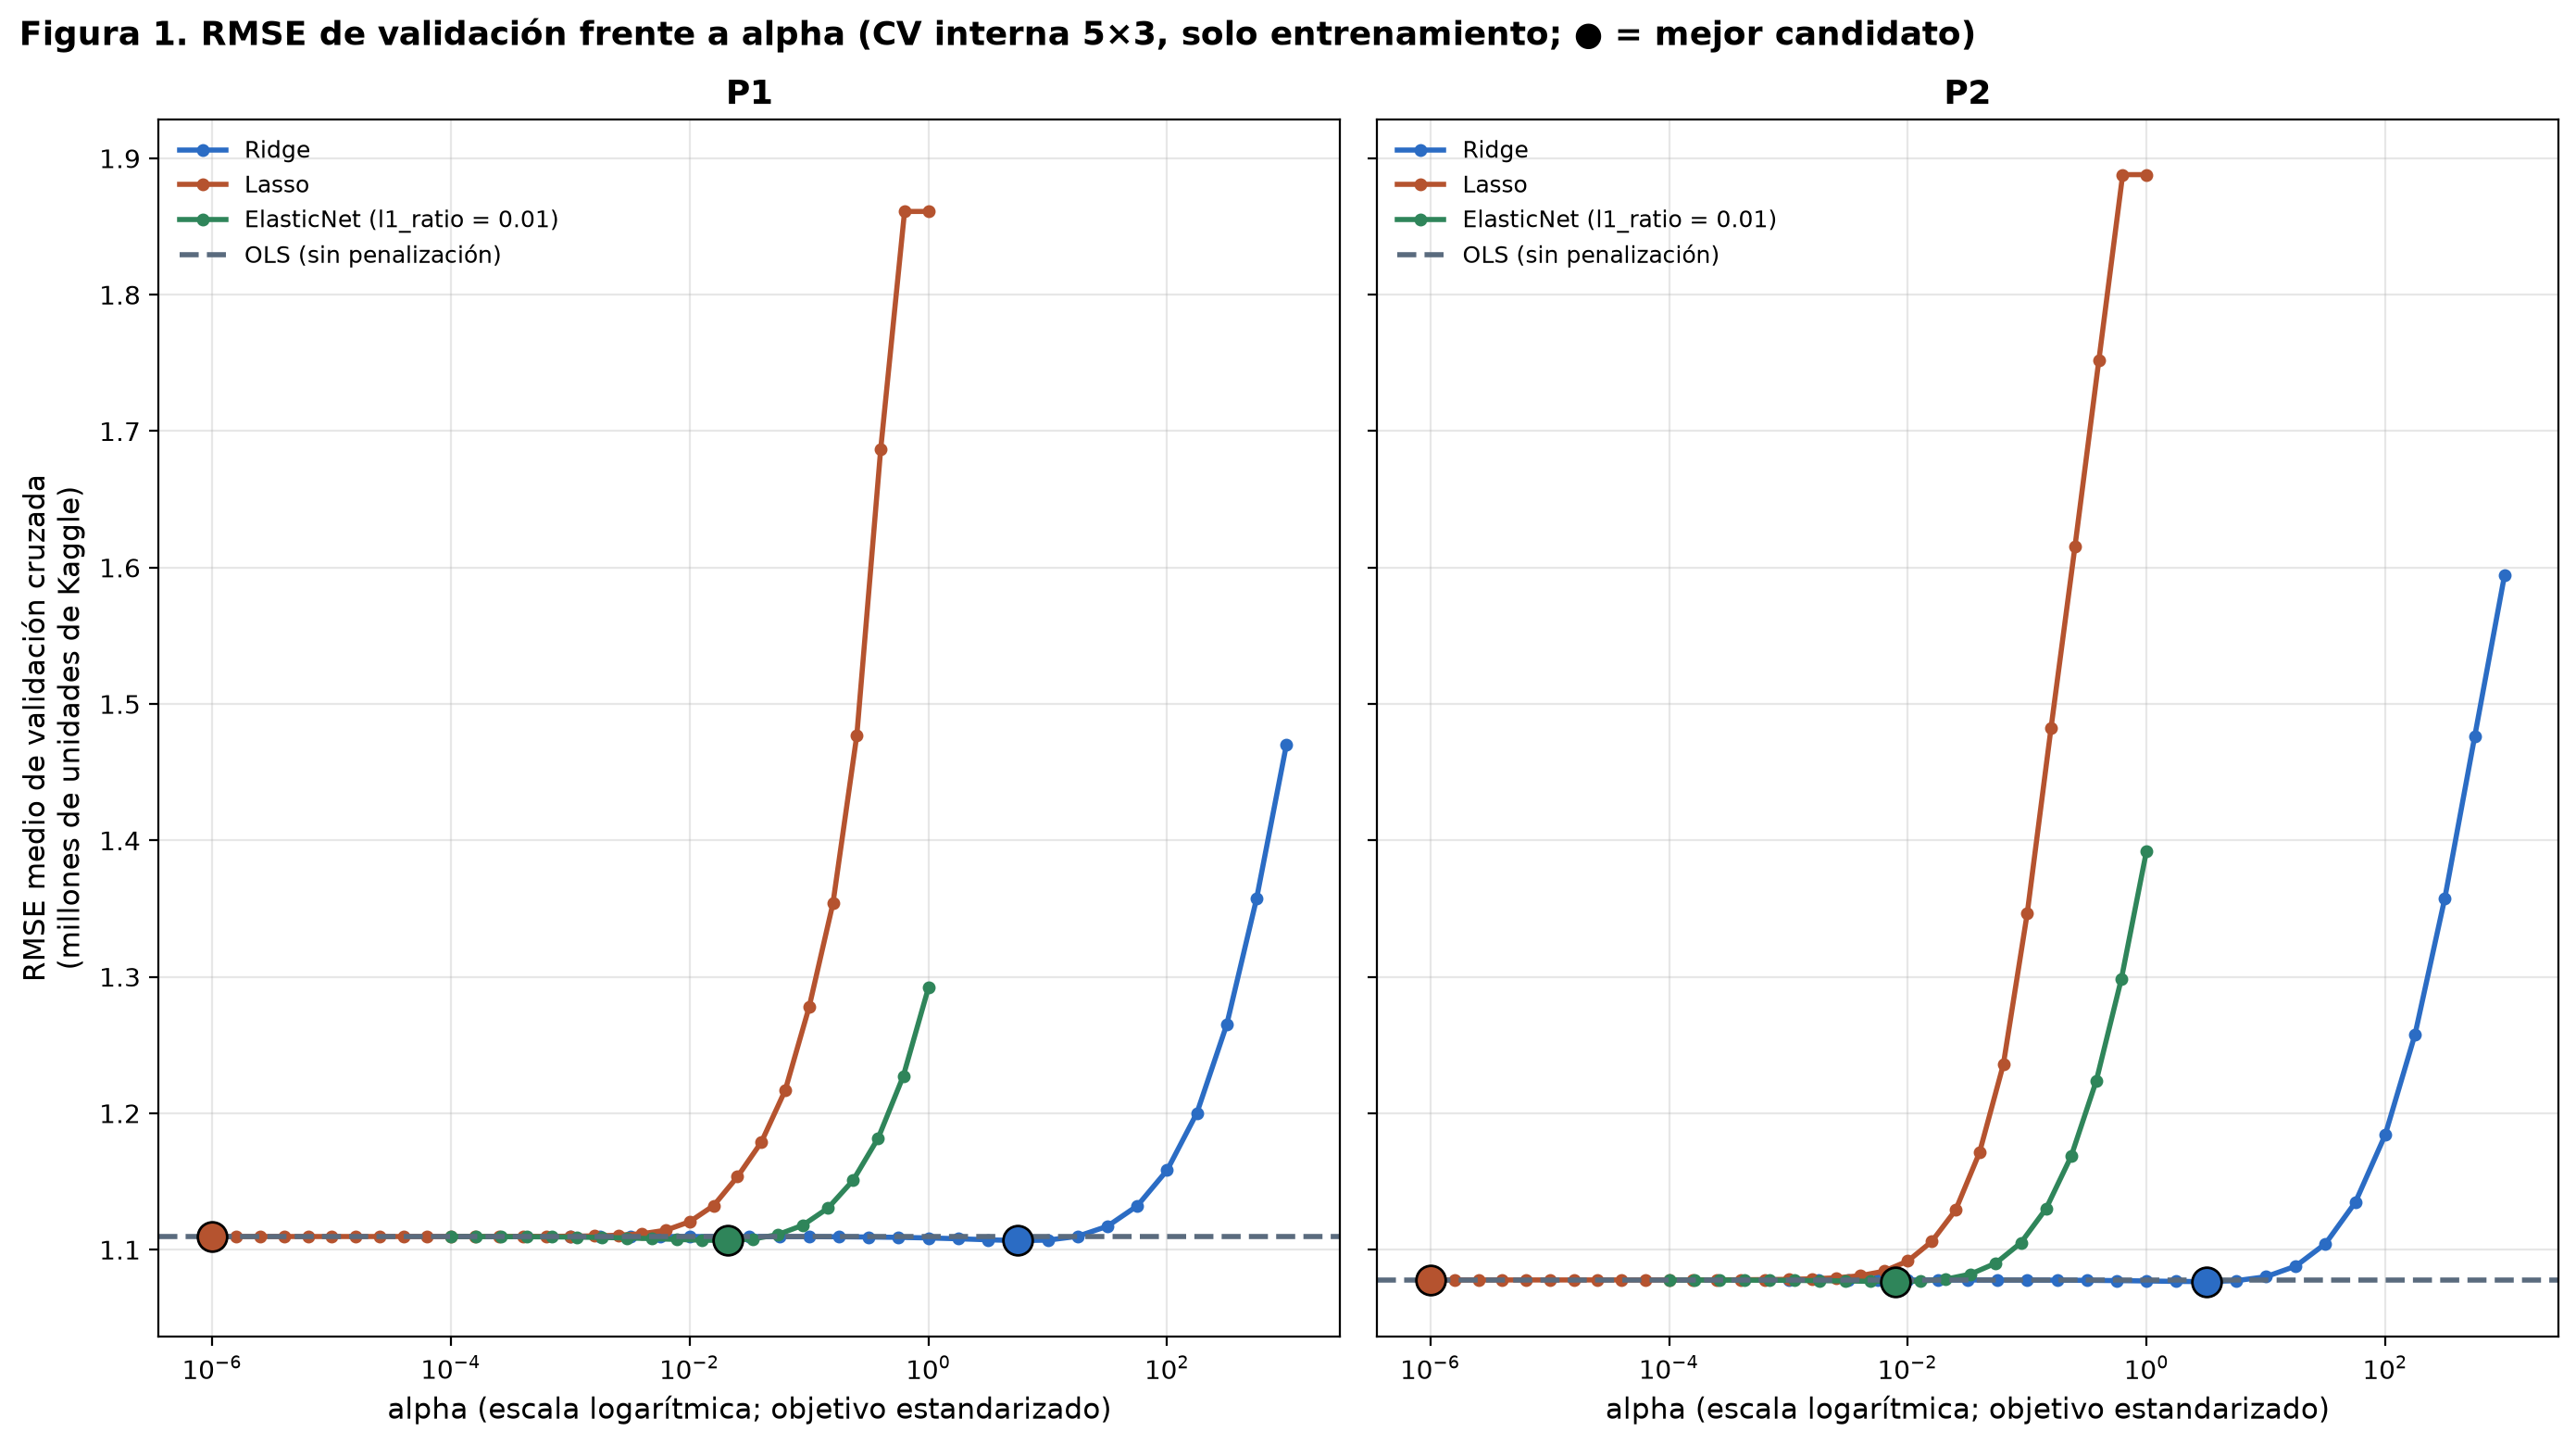 Figura 1. RMSE de validación frente a alpha (CV interna 5×3, solo entrenamiento; ● = mejor candidato)
P1
Ridge
Lasso
ElasticNet (l1_ratio = 0.01)
OLS (sin penalización)
RMSE medio de validación cruzada
(millones de unidades de Kaggle)
1.9
1.8
1.7
1.6
1.5
1.4
1.3
1.2
1.1
10⁻⁶
10⁻⁴
10⁻²
10⁰
10²
alpha (escala logarítmica; objetivo estandarizado)
P2
Ridge
Lasso
ElasticNet (l1_ratio = 0.01)
OLS (sin penalización)
10⁻⁶
10⁻⁴
10⁻²
10⁰
10²
alpha (escala logarítmica; objetivo estandarizado)